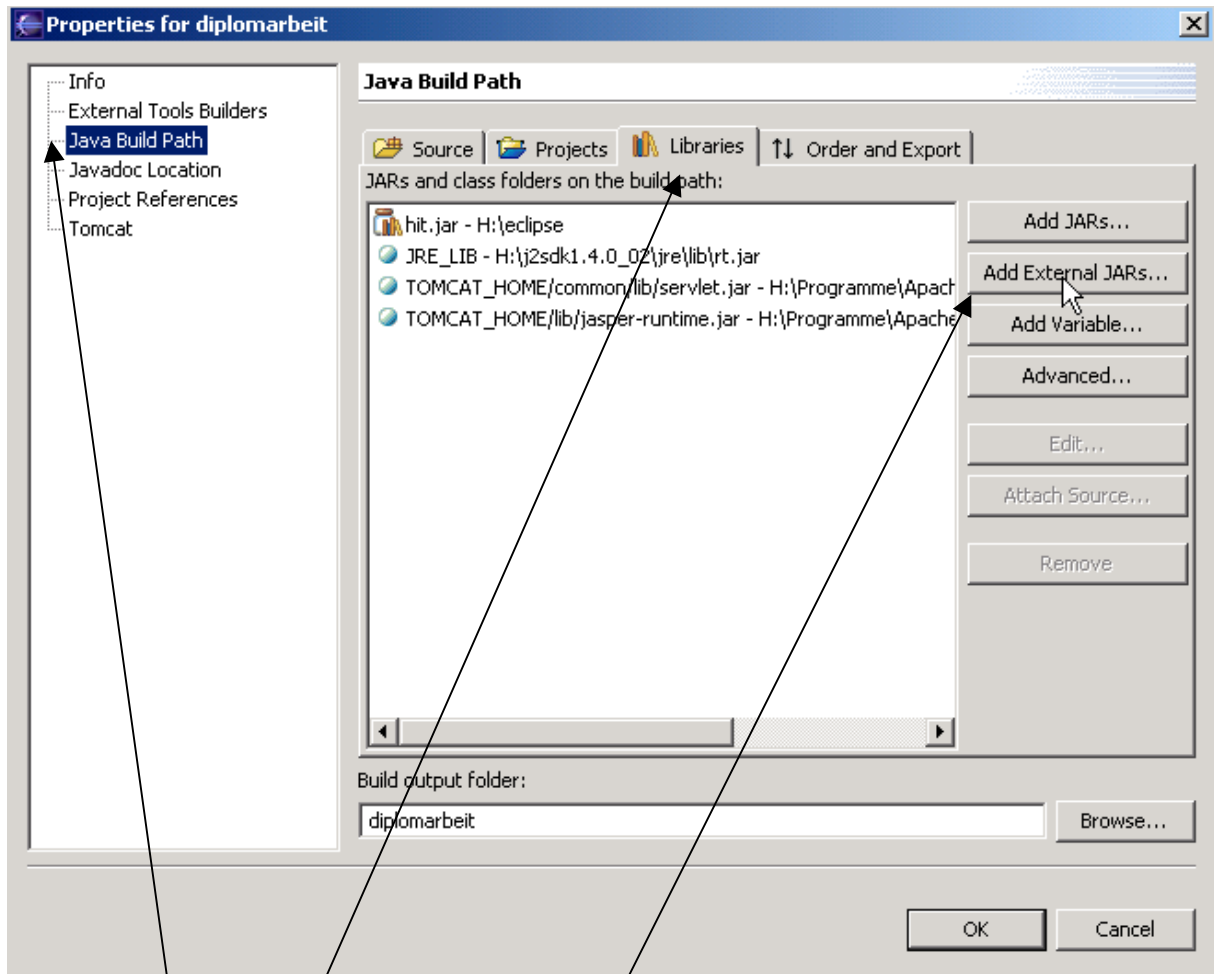 Properties for diplomarbeit
Info
External Tools Builders
Java Build Path
Javadoc Location
Project References
Tomcat
Java Build Path
Source Projects Libraries Order and Export
JARs and class folders on the build path:
hit.jar - H:\eclipse
JRE_LIB - H:\j2sdk1.4.0_02\jre\lib\rt.jar
TOMCAT_HOME/common/lib/servlet.jar - H:\Programme\Apach
TOMCAT_HOME/lib/jasper-runtime.jar - H:\Programme\Apache
Add JARs...
Add External JARs...
Add Variable...
Advanced...
Edit...
Attach Source...
Remove
Build output folder:
diplomarbeit
Browse...
OK Cancel